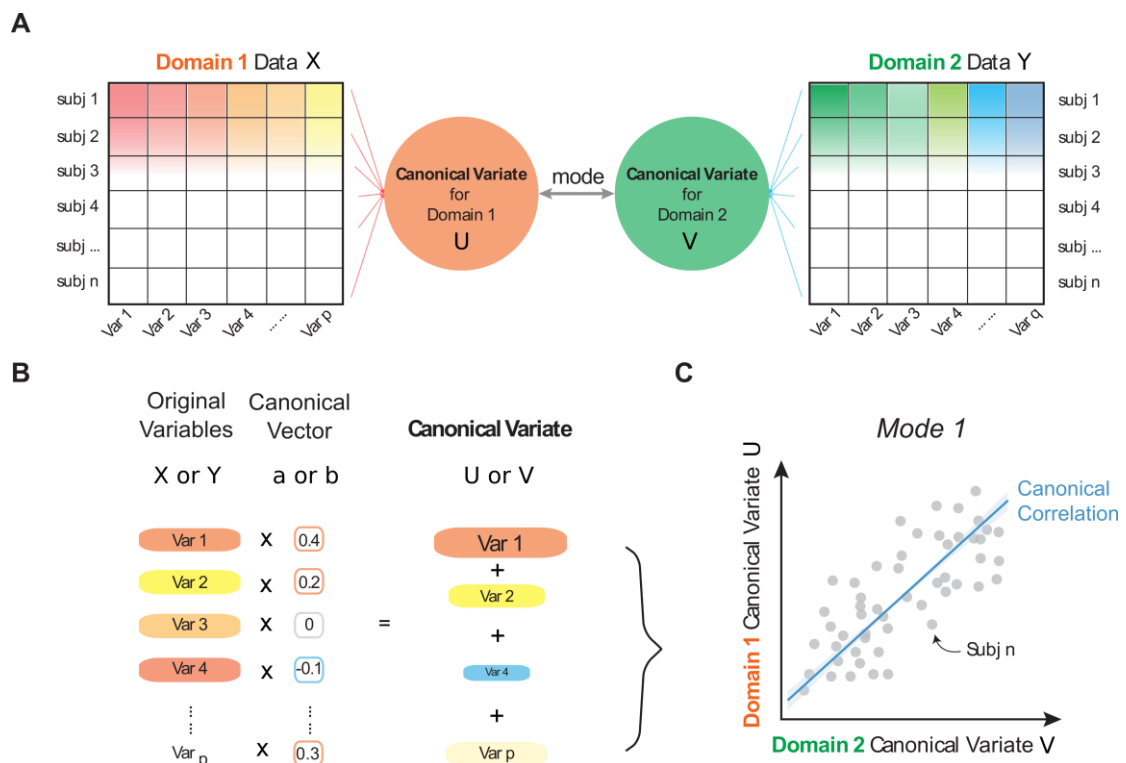 A
Domain 1 Data X
subj 1
subj 2
subj 3
subj 4
subj ...
subj n
Var 1 Var 2 Var 3 Var 4 ... ... Var p
Canonical Variate
for
Domain 1
U
mode
Canonical Variate
for
Domain 2
V
Domain 2 Data Y
subj 1
subj 2
subj 3
subj 4
subj ...
subj n
Var 1 Var 2 Var 3 Var 4 ... ... Var q
B
Original
Variables
X or Y
Canonical
Vector
a or b
Canonical Variate
U or V
Var 1 x 0.4
Var 2 x 0.2
Var 3 x 0
Var 4 x -0.1
Var p x 0.3
=
Var 1
+
Var 2
+
Var 4
+
Var p
C
Mode 1
Domain 1 Canonical Variate U
Canonical
Correlation
Subj n
Domain 2 Canonical Variate V